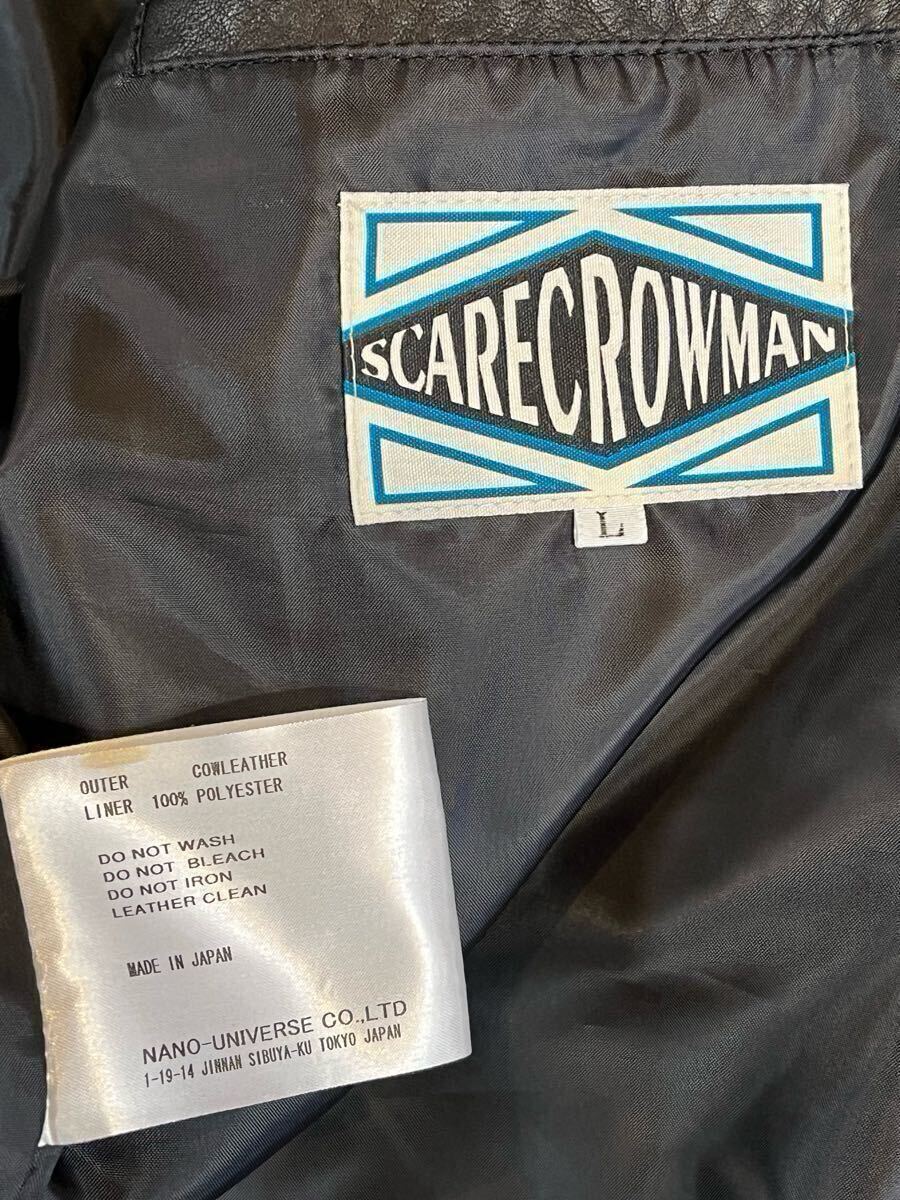 SCARECROWMAN
L
OUTER COWLEATHER
LINER 100% POLYESTER
DO NOT WASH
DO NOT BLEACH
DO NOT IRON
LEATHER CLEAN
MADE IN JAPAN
NANO-UNIVERSE CO.,LTD
1-19-14 JINNAN SIBUYA-KU TOKYO JAPAN